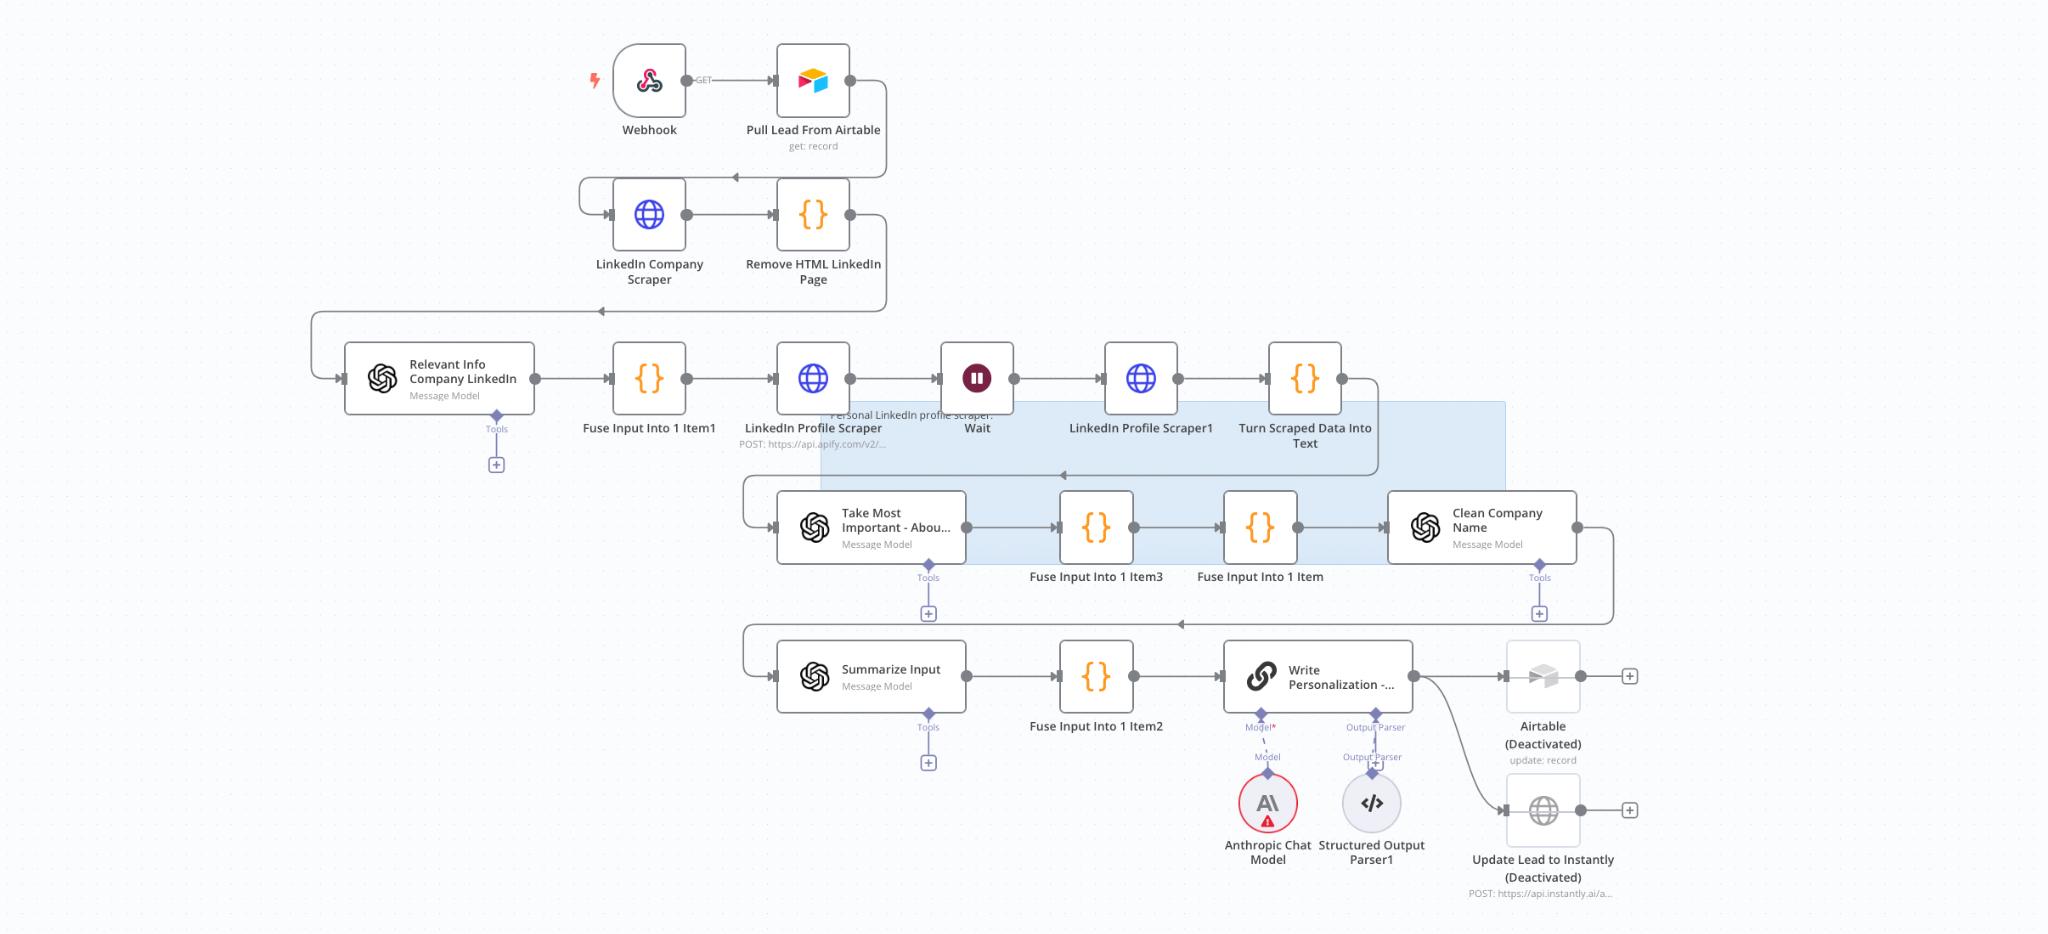 GET
Webhook
Pull Lead From Airtable
get: record
LinkedIn Company
Scraper
Remove HTML LinkedIn
Page
Relevant Info
Company LinkedIn
Message Model
Tools
Fuse Input Into 1 Item1
Personal LinkedIn profile scraper.
LinkedIn Profile Scraper
POST: https://api.apify.com/v2/...
Wait
LinkedIn Profile Scraper1
Turn Scraped Data Into
Text
Take Most
Important - Abou...
Message Model
Tools
Fuse Input Into 1 Item3
Fuse Input Into 1 Item
Clean Company
Name
Message Model
Tools
Summarize Input
Message Model
Tools
Fuse Input Into 1 Item2
Write
Personalization -...
Model*
Output Parser
Model
Output Parser
Anthropic Chat
Model
Structured Output
Parser1
Airtable
(Deactivated)
update: record
Update Lead to Instantly
(Deactivated)
POST: https://api.instantly.ai/a...